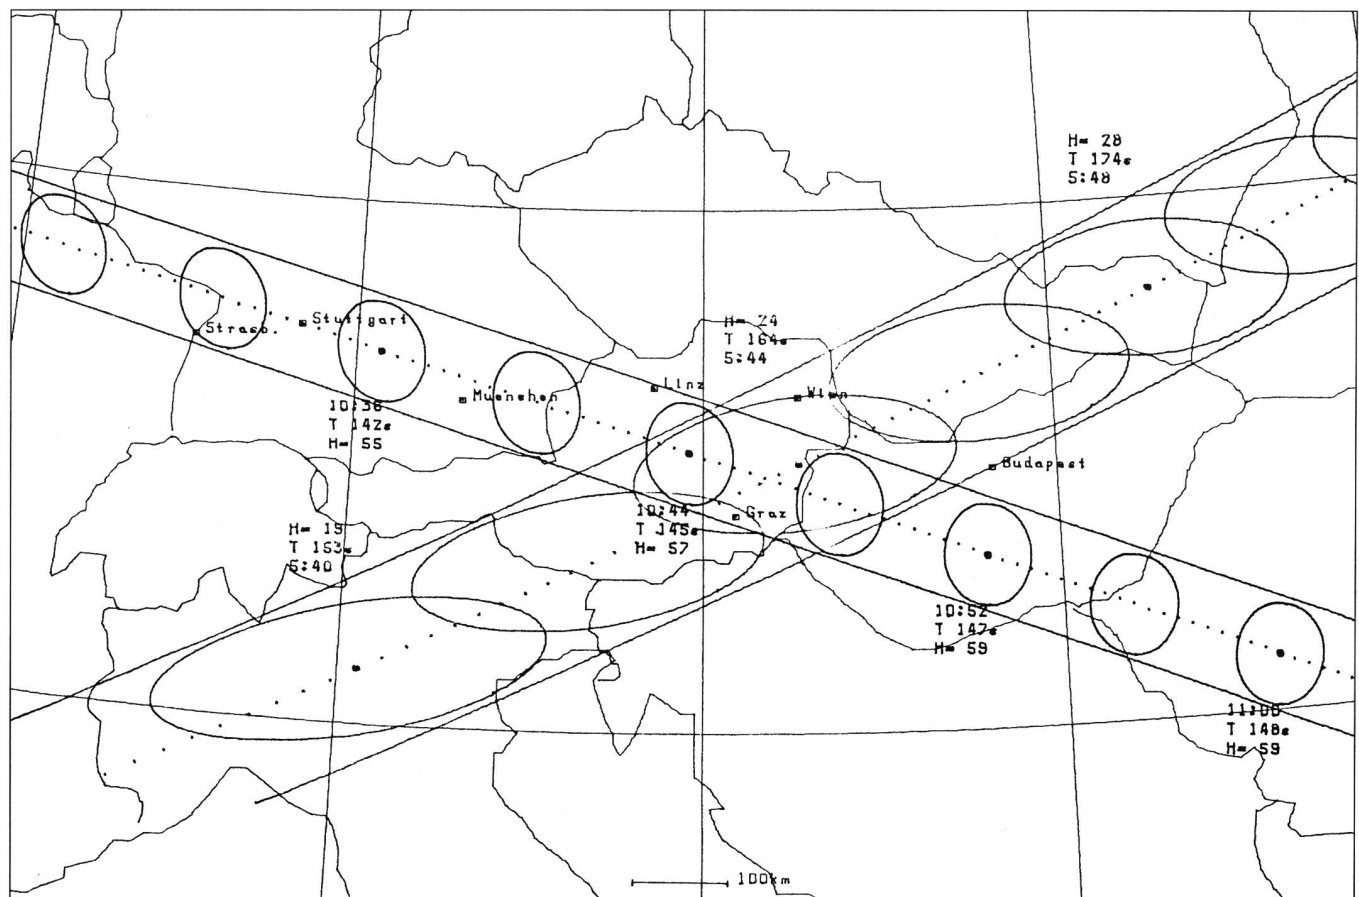 H= 28
T 174s
5:48
Strasb.
Stuttgart
H= 24
T 164s
5:44
Linz
Wien
Muenchen
10:36
T 142s
H= 55
Budapest
10:44
T 145s
H= 57
Graz
H= 19
T 153s
5:40
10:52
T 147s
H= 59
11:00
T 148s
H= 59
100km